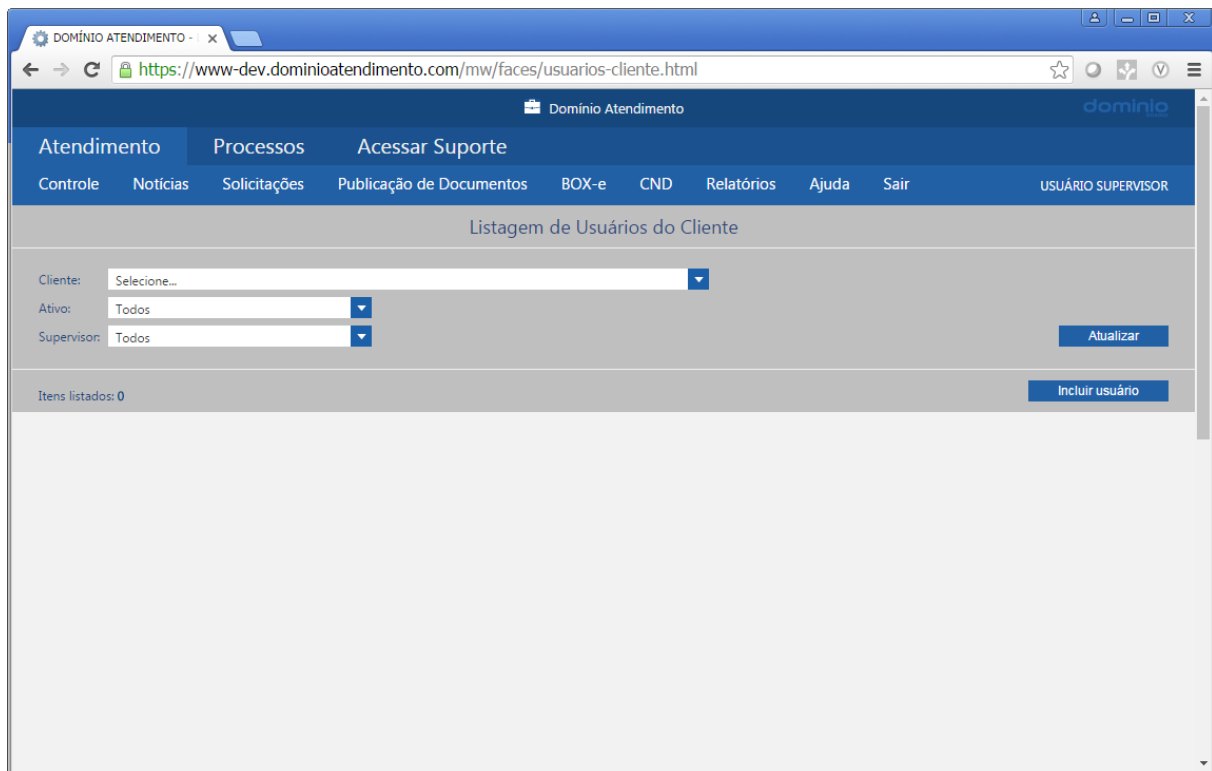 DOMÍNIO ATENDIMENTO -
https://www-dev.dominioatendimento.com/mw/faces/usuarios-cliente.html
Domínio Atendimento
domínio
Atendimento Processos Acessar Suporte
Controle Notícias Solicitações Publicação de Documentos BOX-e CND Relatórios Ajuda Sair USUÁRIO SUPERVISOR
Listagem de Usuários do Cliente
Cliente: Selecione...
Ativo: Todos
Supervisor: Todos
Atualizar
Itens listados: 0
Incluir usuário